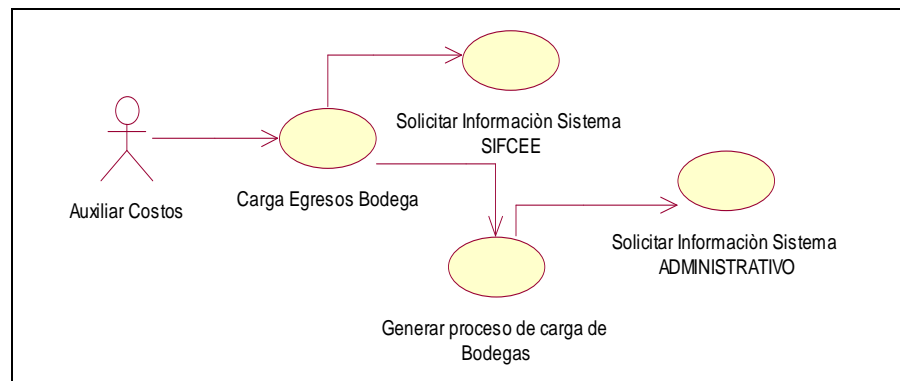 Solicitar Informaciòn Sistema
SIFCEE
Auxiliar Costos
Carga Egresos Bodega
Solicitar Informaciòn Sistema
ADMINISTRATIVO
Generar proceso de carga de
Bodegas